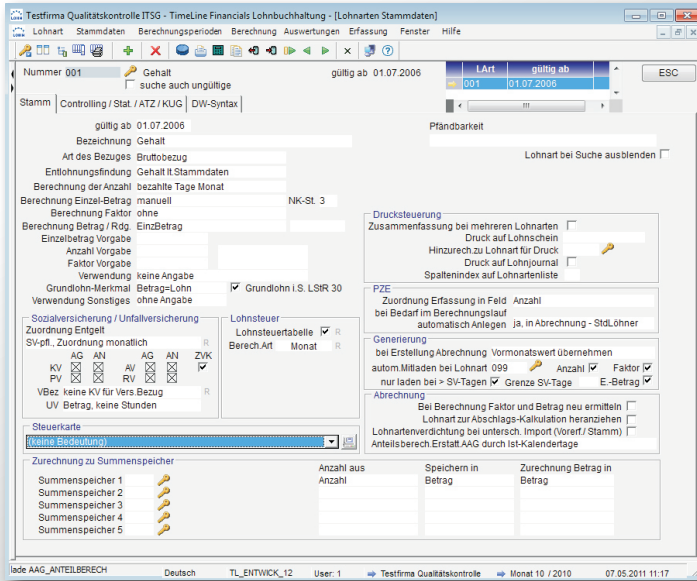 Testfirma Qualitätskontrolle ITSG - TimeLine Financials Lohnbuchhaltung - [Lohnarten Stammdaten]
Lohnart Stammdaten Berechnungsperioden Berechnung Auswertungen Erfassung Fenster Hilfe
Nummer 001 Gehalt gültig ab 01.07.2006
suche auch ungültige
LArt gültig ab
001 01.07.2006
ESC
Stamm Controlling / Stat. / ATZ / KUG DW-Syntax
gültig ab 01.07.2006
Bezeichnung Gehalt
Art des Bezuges Bruttobezug
Entlohnungsfindung Gehalt lt.Stammdaten
Berechnung der Anzahl bezahlte Tage Monat
Berechnung Einzel-Betrag manuell NK-St. 3
Berechnung Faktor ohne
Berechnung Betrag / Rdg. EinzBetrag
Einzelbetrag Vorgabe
Anzahl Vorgabe
Faktor Vorgabe
Verwendung keine Angabe
Grundlohn-Merkmal Betrag=Lohn Grundlohn i.S. LStR 30
Verwendung Sonstiges ohne Angabe
Pfändbarkeit
Lohnart bei Suche ausblenden
Drucksteuerung
Zusammenfassung bei mehreren Lohnarten
Druck auf Lohnschein
Hinzurech.zu Lohnart für Druck
Druck auf Lohnjournal
Spaltenindex auf Lohnartenliste
PZE
Zuordnung Erfassung in Feld Anzahl
bei Bedarf im Berechnungslauf
automatisch Anlegen ja, in Abrechnung - StdLöhner
Sozialversicherung / Unfallversicherung
Zuordnung Entgelt
SV-pfl., Zuordnung monatlich R
AG AN AG AN ZVK
KV AV
PV RV
VBez keine KV für Vers.Bezug R
UV Betrag, keine Stunden
Lohnsteuer
Lohnsteuertabelle R
Berech.Art Monat R
Generierung
bei Erstellung Abrechnung Vormonatswert übernehmen
autom.Mitladen bei Lohnart 099 Anzahl Faktor
nur laden bei > SV-Tagen Grenze SV-Tage E.-Betrag
Abrechnung
Bei Berechnung Faktor und Betrag neu ermitteln
Lohnart zur Abschlags-Kalkulation heranziehen
Lohnartenverdichtung bei untersch. Import (Vorerf./ Stamm)
Anteilsberech.Erstatt.AAG durch Ist-Kalendertage
Steuerkarte
(keine Bedeutung)
Zurechnung zu Summenspeicher
Anzahl aus Speichern in Zurechnung Betrag in
Summenspeicher 1 Anzahl Betrag Betrag
Summenspeicher 2
Summenspeicher 3
Summenspeicher 4
Summenspeicher 5
lade AAG_ANTEILBERECH Deutsch TL_ENTWICK_12 User: 1 Testfirma Qualitätskontrolle Monat 10 / 2010 07.05.2011 11:17